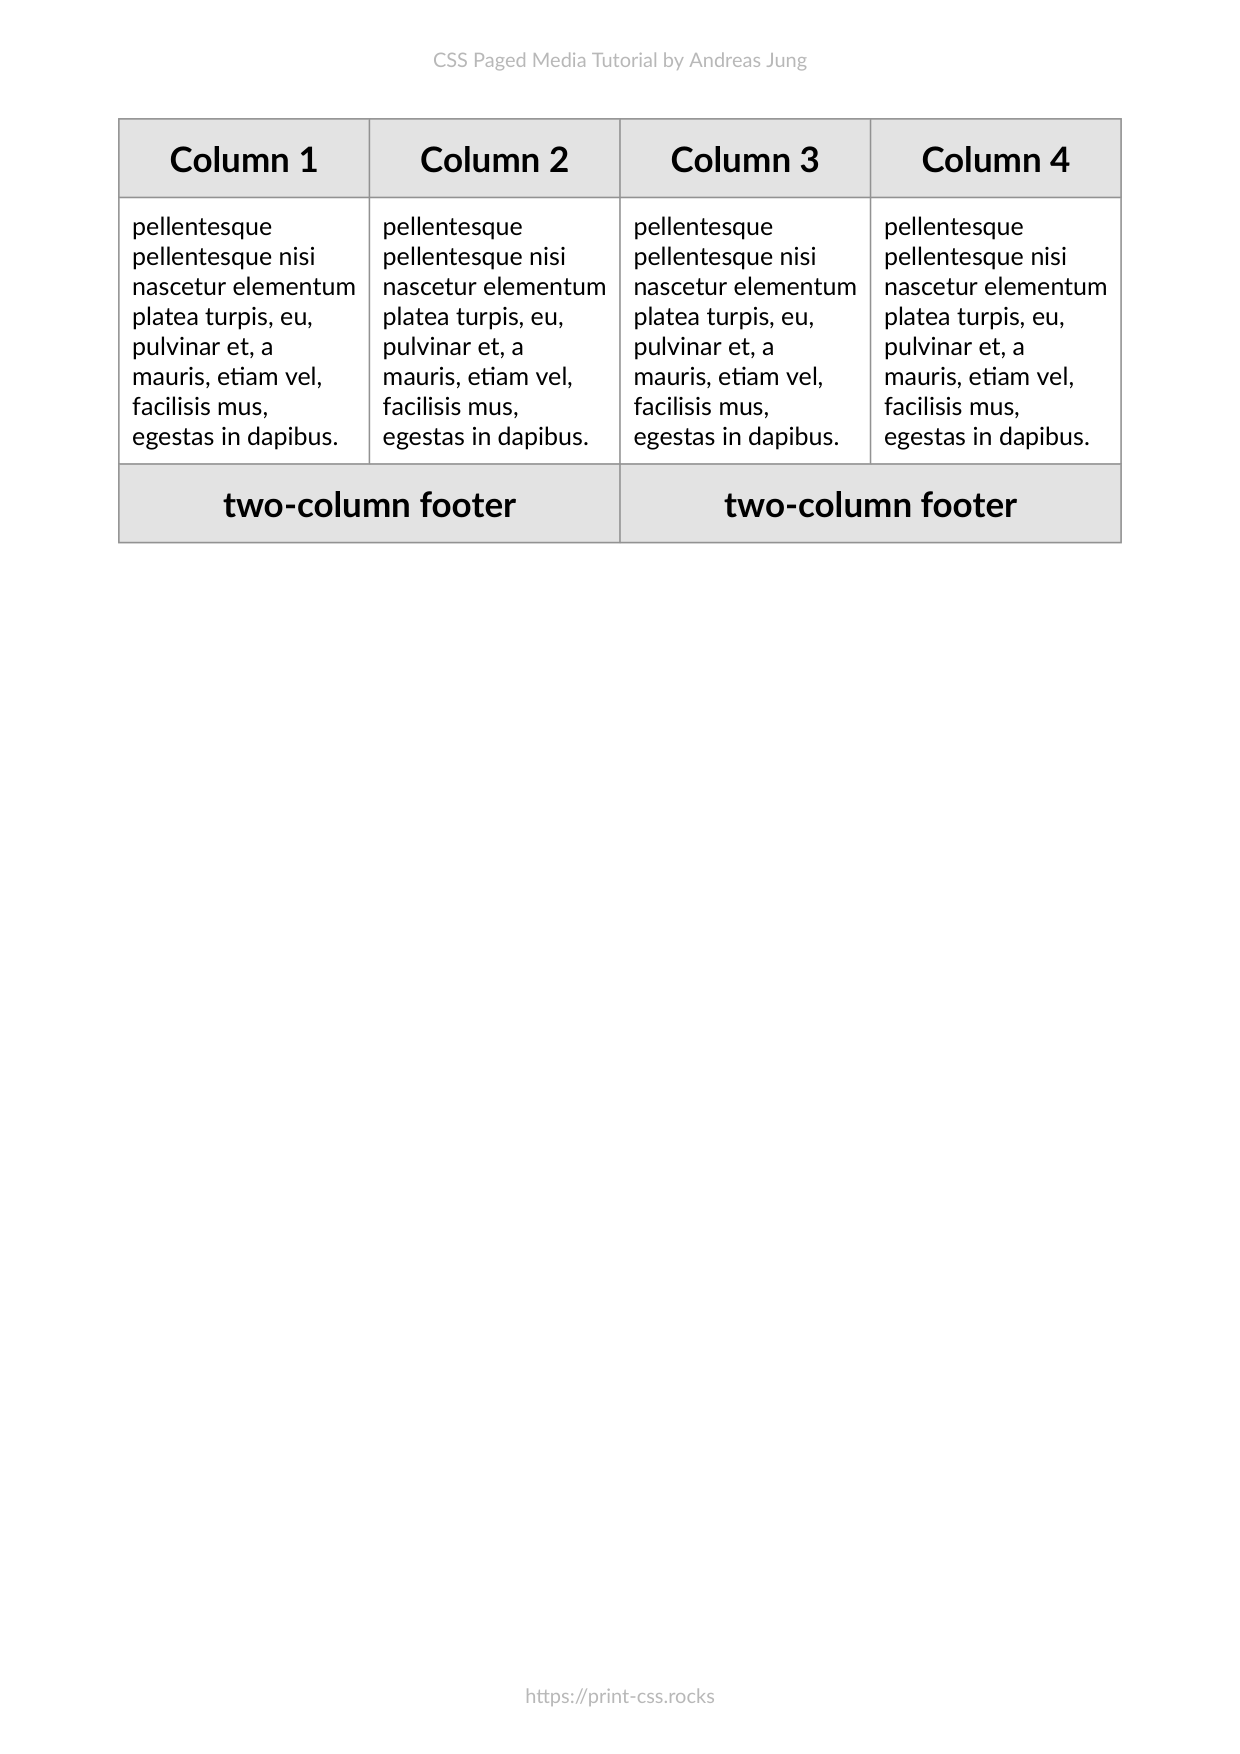 CSS Paged Media Tutorial by Andreas Jung
Column 1 Column 2 Column 3 Column 4
pellentesque pellentesque pellentesque pellentesque
pellentesque nisi pellentesque nisi pellentesque nisi pellentesque nisi
nascetur elementum nascetur elementum nascetur elementum nascetur elementum
platea turpis, eu, platea turpis, eu, platea turpis, eu, platea turpis, eu,
pulvinar et, a pulvinar et, a pulvinar et, a pulvinar et, a
mauris, etiam vel, mauris, etiam vel, mauris, etiam vel, mauris, etiam vel,
facilisis mus, facilisis mus, facilisis mus, facilisis mus,
egestas in dapibus. egestas in dapibus. egestas in dapibus. egestas in dapibus.
two-column footer two-column footer
https://print-css.rocks